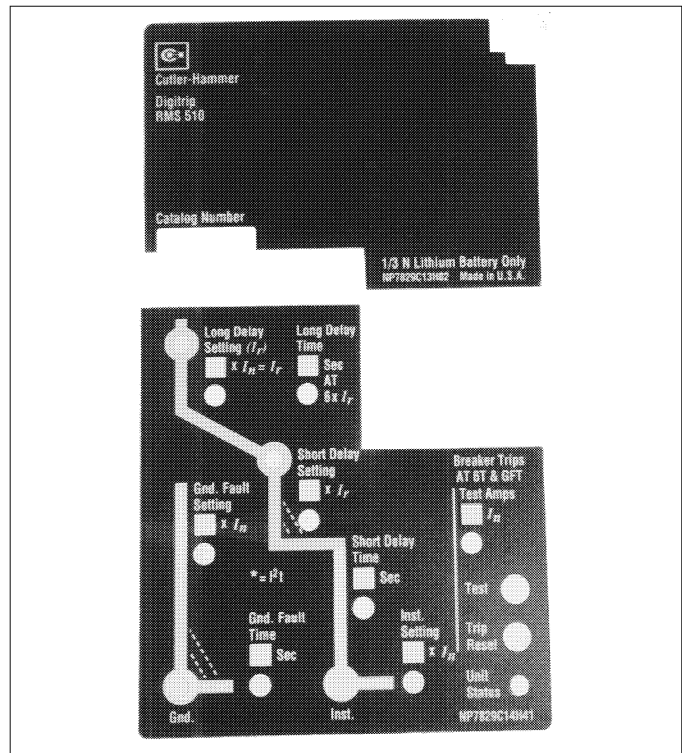 Cutler-Hammer
Digitrip
RMS 510
Catalog Number
1/3 N Lithium Battery Only
NP7829C13H02 Made in U.S.A.
Long Delay
Setting (Ir)
x In = Ir
Long Delay
Time
Sec
AT
6 x Ir
Short Delay
Setting
x Ir
Breaker Trips
AT 6T & GFT
Test Amps
In
Gnd. Fault
Setting
x In
Short Delay
Time
Sec
* = I²t
Test
Gnd. Fault
Time
Sec
Inst.
Setting
x In
Trip
Reset
Unit
Status
Gnd.
Inst.
NP7829C14H41